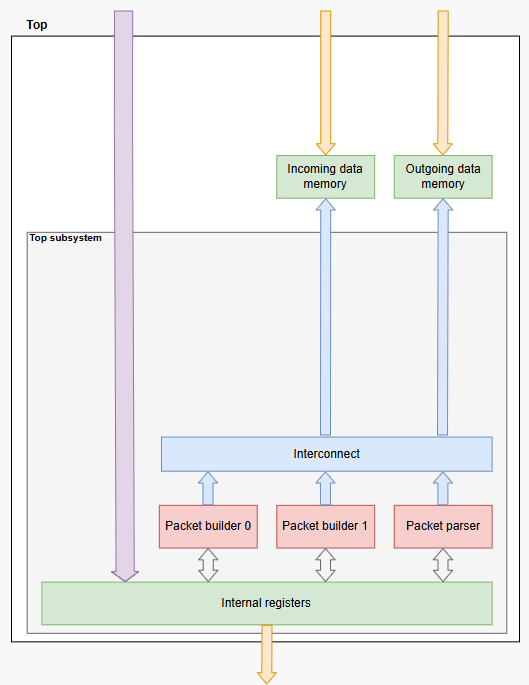 Top
Incoming data
memory
Outgoing data
memory
Top subsystem
Interconnect
Packet builder 0
Packet builder 1
Packet parser
Internal registers